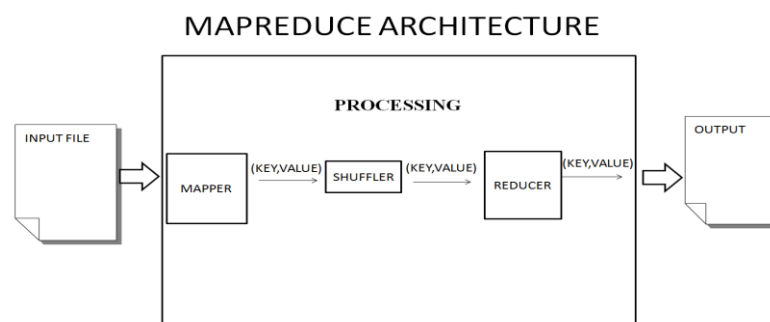 MAPREDUCE ARCHITECTURE
PROCESSING
INPUT FILE
MAPPER
(KEY,VALUE)
SHUFFLER
(KEY,VALUE)
REDUCER
(KEY,VALUE)
OUTPUT